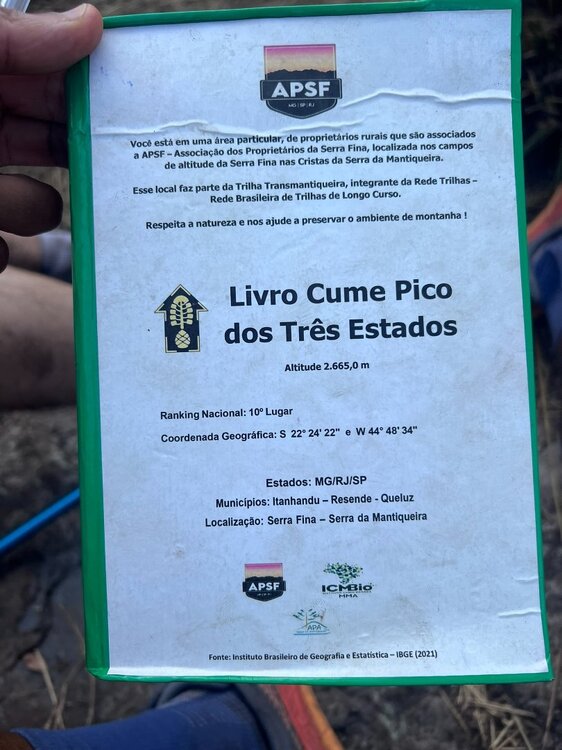 APSF
MG | SP | RJ
Você está em uma área particular, de proprietários rurais que são associados
a APSF – Associação dos Proprietários da Serra Fina, localizada nos campos
de altitude da Serra Fina nas Cristas da Serra da Mantiqueira.
Esse local faz parte da Trilha Transmantiqueira, integrante da Rede Trilhas –
Rede Brasileira de Trilhas de Longo Curso.
Respeita a natureza e nos ajude a preservar o ambiente de montanha !
Livro Cume Pico
dos Três Estados
Altitude 2.665,0 m
Ranking Nacional: 10º Lugar
Coordenada Geográfica: S 22° 24' 22" e W 44° 48' 34"
Estados: MG/RJ/SP
Municípios: Itanhandu – Resende - Queluz
Localização: Serra Fina – Serra da Mantiqueira
APSF
ICMBio
MMA
APA
Fonte: Instituto Brasileiro de Geografia e Estatística – IBGE (2021)